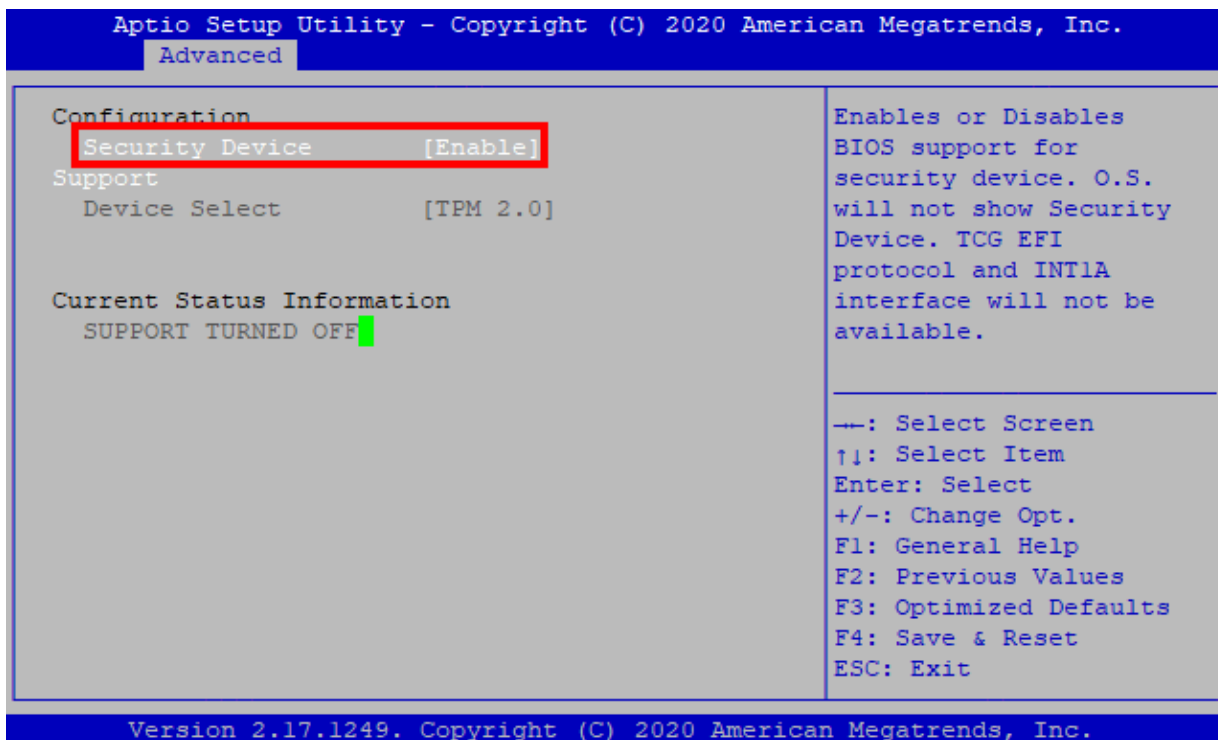 Aptio Setup Utility - Copyright (C) 2020 American Megatrends, Inc.
Advanced
Configuration
Security Device [Enable]
Support
Device Select [TPM 2.0]
Current Status Information
SUPPORT TURNED OFF
Enables or Disables
BIOS support for
security device. O.S.
will not show Security
Device. TCG EFI
protocol and INT1A
interface will not be
available.
→←: Select Screen
↑↓: Select Item
Enter: Select
+/-: Change Opt.
F1: General Help
F2: Previous Values
F3: Optimized Defaults
F4: Save & Reset
ESC: Exit
Version 2.17.1249. Copyright (C) 2020 American Megatrends, Inc.